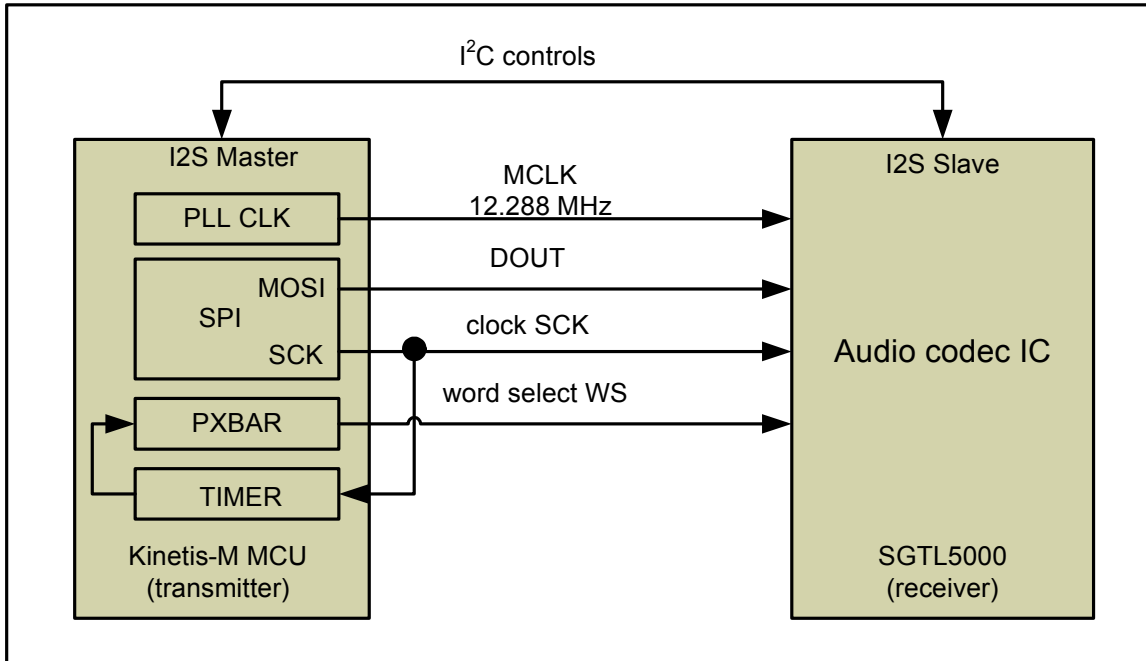 I²C controls
I2S Master
I2S Slave
MCLK
12.288 MHz
PLL CLK
DOUT
MOSI
SPI
clock SCK
SCK
Audio codec IC
word select WS
PXBAR
TIMER
Kinetis-M MCU
(transmitter)
SGTL5000
(receiver)